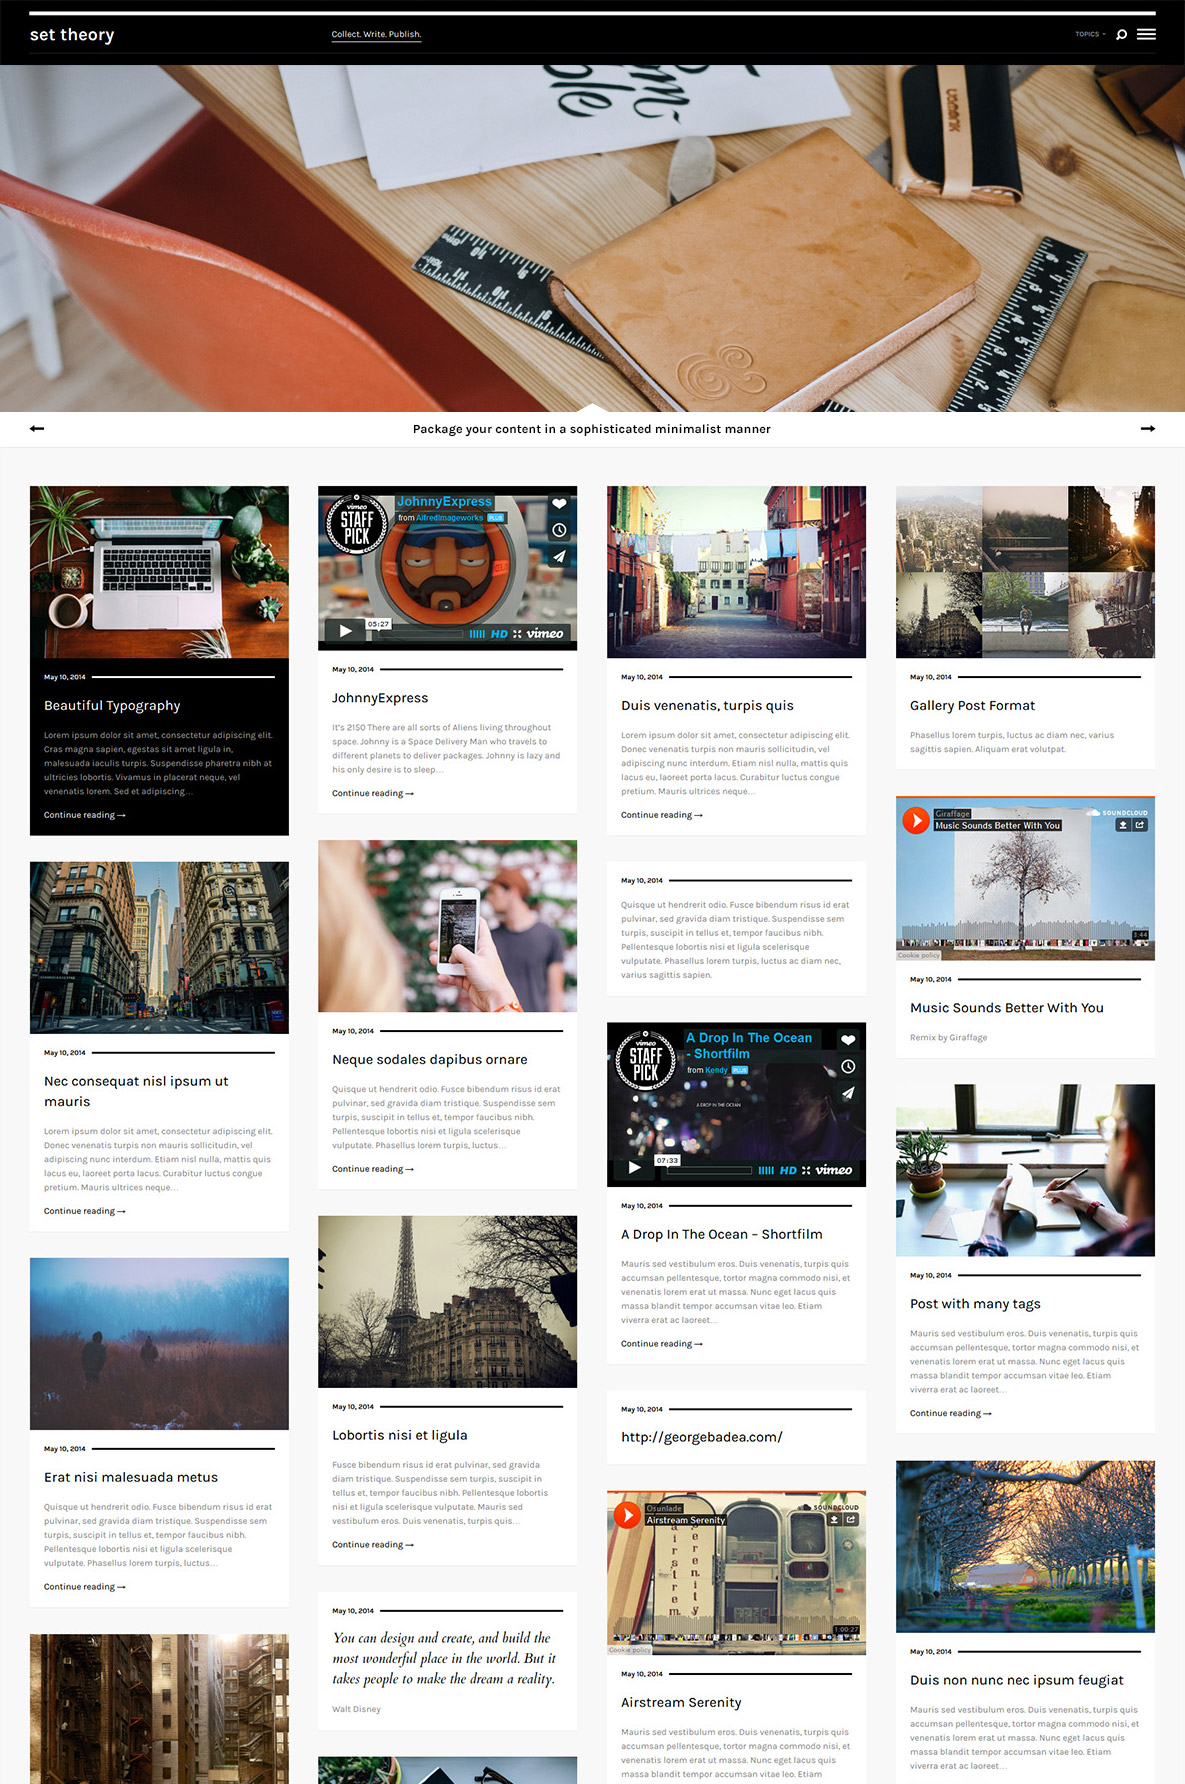 set theory
Collect. Write. Publish.
TOPICS
Package your content in a sophisticated minimalist manner
May 10, 2014
Beautiful Typography
Lorem ipsum dolor sit amet, consectetur adipiscing elit.
Cras magna sapien, egestas sit amet ligula in,
malesuada iaculis turpis. Suspendisse pharetra nibh at
ultricies lobortis. Vivamus in placerat neque, vel
venenatis lorem. Sed et adipiscing…
Continue reading →
May 10, 2014
Nec consequat nisl ipsum ut
mauris
Lorem ipsum dolor sit amet, consectetur adipiscing elit.
Donec venenatis turpis non mauris sollicitudin, vel
adipiscing nunc interdum. Etiam nisl nulla, mattis quis
lacus eu, laoreet porta lacus. Curabitur luctus congue
pretium. Mauris ultrices neque…
Continue reading →
May 10, 2014
Erat nisi malesuada metus
Quisque ut hendrerit odio. Fusce bibendum risus id erat
pulvinar, sed gravida diam tristique. Suspendisse sem
turpis, suscipit in tellus et, tempor faucibus nibh.
Pellentesque lobortis nisi et ligula scelerisque
vulputate. Phasellus lorem turpis, luctus…
Continue reading →
vimeo
STAFF
PICK
JohnnyExpress
from Alfredimageworks PLUS
05:27
HD vimeo
May 10, 2014
JohnnyExpress
It's 2150 There are all sorts of Aliens living throughout
space. Johnny is a Space Delivery Man who travels to
different planets to deliver packages. Johnny is lazy and
his only desire is to sleep…
Continue reading →
May 10, 2014
Neque sodales dapibus ornare
Quisque ut hendrerit odio. Fusce bibendum risus id erat
pulvinar, sed gravida diam tristique. Suspendisse sem
turpis, suscipit in tellus et, tempor faucibus nibh.
Pellentesque lobortis nisi et ligula scelerisque
vulputate. Phasellus lorem turpis, luctus…
Continue reading →
May 10, 2014
Lobortis nisi et ligula
Fusce bibendum risus id erat pulvinar, sed gravida
diam tristique. Suspendisse sem turpis, suscipit in
tellus et, tempor faucibus nibh. Pellentesque lobortis
nisi et ligula scelerisque vulputate. Mauris sed
vestibulum eros. Duis venenatis, turpis quis…
Continue reading →
May 10, 2014
You can design and create, and build the
most wonderful place in the world. But it
takes people to make the dream a reality.
Walt Disney
May 10, 2014
Duis venenatis, turpis quis
Lorem ipsum dolor sit amet, consectetur adipiscing elit.
Donec venenatis turpis non mauris sollicitudin, vel
adipiscing nunc interdum. Etiam nisl nulla, mattis quis
lacus eu, laoreet porta lacus. Curabitur luctus congue
pretium. Mauris ultrices neque…
Continue reading →
May 10, 2014
Quisque ut hendrerit odio. Fusce bibendum risus id erat
pulvinar, sed gravida diam tristique. Suspendisse sem
turpis, suscipit in tellus et, tempor faucibus nibh.
Pellentesque lobortis nisi et ligula scelerisque
vulputate. Phasellus lorem turpis, luctus ac diam nec,
varius sagittis sapien.
vimeo
STAFF
PICK
A Drop In The Ocean
- Shortfilm
from Kendy PLUS
A DROP IN THE OCEAN
07:33
HD vimeo
May 10, 2014
A Drop In The Ocean – Shortfilm
Mauris sed vestibulum eros. Duis venenatis, turpis quis
accumsan pellentesque, tortor magna commodo nisi, et
venenatis lorem erat ut massa. Nunc eget lacus quis
massa blandit tempor accumsan vitae leo. Etiam
viverra erat ac laoreet…
Continue reading →
May 10, 2014
http://georgebadea.com/
Osunlade
Airstream Serenity
SOUNDCLOUD
1:00:27
Cookie policy
May 10, 2014
Airstream Serenity
Mauris sed vestibulum eros. Duis venenatis, turpis quis
accumsan pellentesque, tortor magna commodo nisi, et
venenatis lorem erat ut massa. Nunc eget lacus quis
massa blandit tempor accumsan vitae leo. Etiam
May 10, 2014
Gallery Post Format
Phasellus lorem turpis, luctus ac diam nec, varius
sagittis sapien. Aliquam erat volutpat.
Giraffage
Music Sounds Better With You
SOUNDCLOUD
3:44
Cookie policy
May 10, 2014
Music Sounds Better With You
Remix by Giraffage
May 10, 2014
Post with many tags
Mauris sed vestibulum eros. Duis venenatis, turpis quis
accumsan pellentesque, tortor magna commodo nisi, et
venenatis lorem erat ut massa. Nunc eget lacus quis
massa blandit tempor accumsan vitae leo. Etiam
viverra erat ac laoreet…
Continue reading →
May 10, 2014
Duis non nunc nec ipsum feugiat
Mauris sed vestibulum eros. Duis venenatis, turpis quis
accumsan pellentesque, tortor magna commodo nisi, et
venenatis lorem erat ut massa. Nunc eget lacus quis
massa blandit tempor accumsan vitae leo. Etiam
viverra erat ac laoreet…